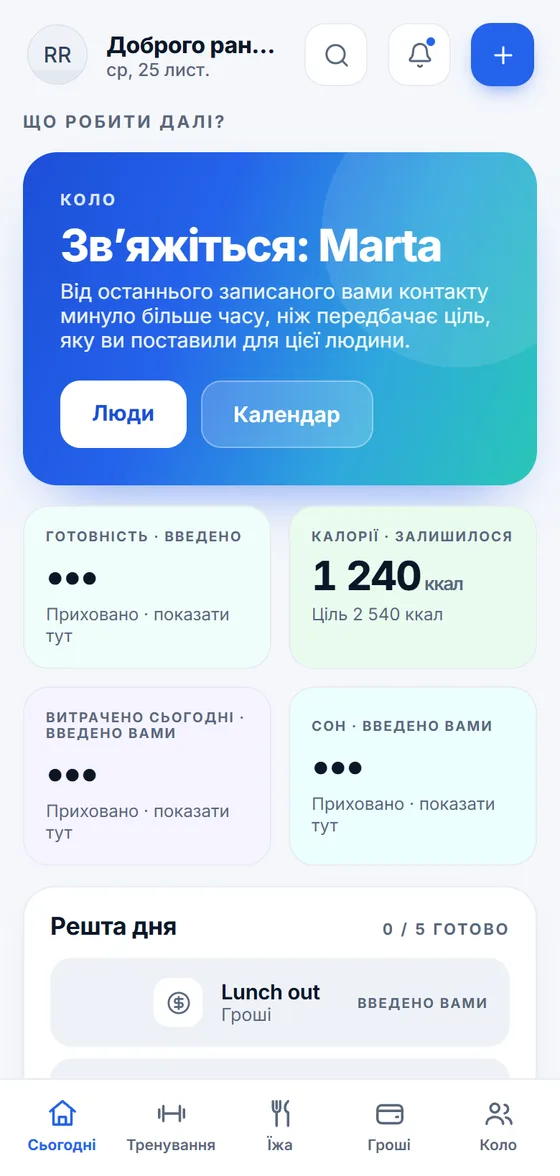 RR
Доброго ран...
ср, 25 лист.
ЩО РОБИТИ ДАЛІ?
КОЛО
Зв’яжіться: Marta
Від останнього записаного вами контакту
минуло більше часу, ніж передбачає ціль,
яку ви поставили для цієї людини.
Люди
Календар
ГОТОВНІСТЬ · ВВЕДЕНО
•••
Приховано · показати
тут
КАЛОРІЇ · ЗАЛИШИЛОСЯ
1 240 ккал
Ціль 2 540 ккал
ВИТРАЧЕНО СЬОГОДНІ ·
ВВЕДЕНО ВАМИ
•••
Приховано · показати
тут
СОН · ВВЕДЕНО ВАМИ
•••
Приховано · показати
тут
Решта дня
0 / 5 ГОТОВО
Lunch out
Гроші
ВВЕДЕНО ВАМИ
Сьогодні
Тренування
Їжа
Гроші
Коло